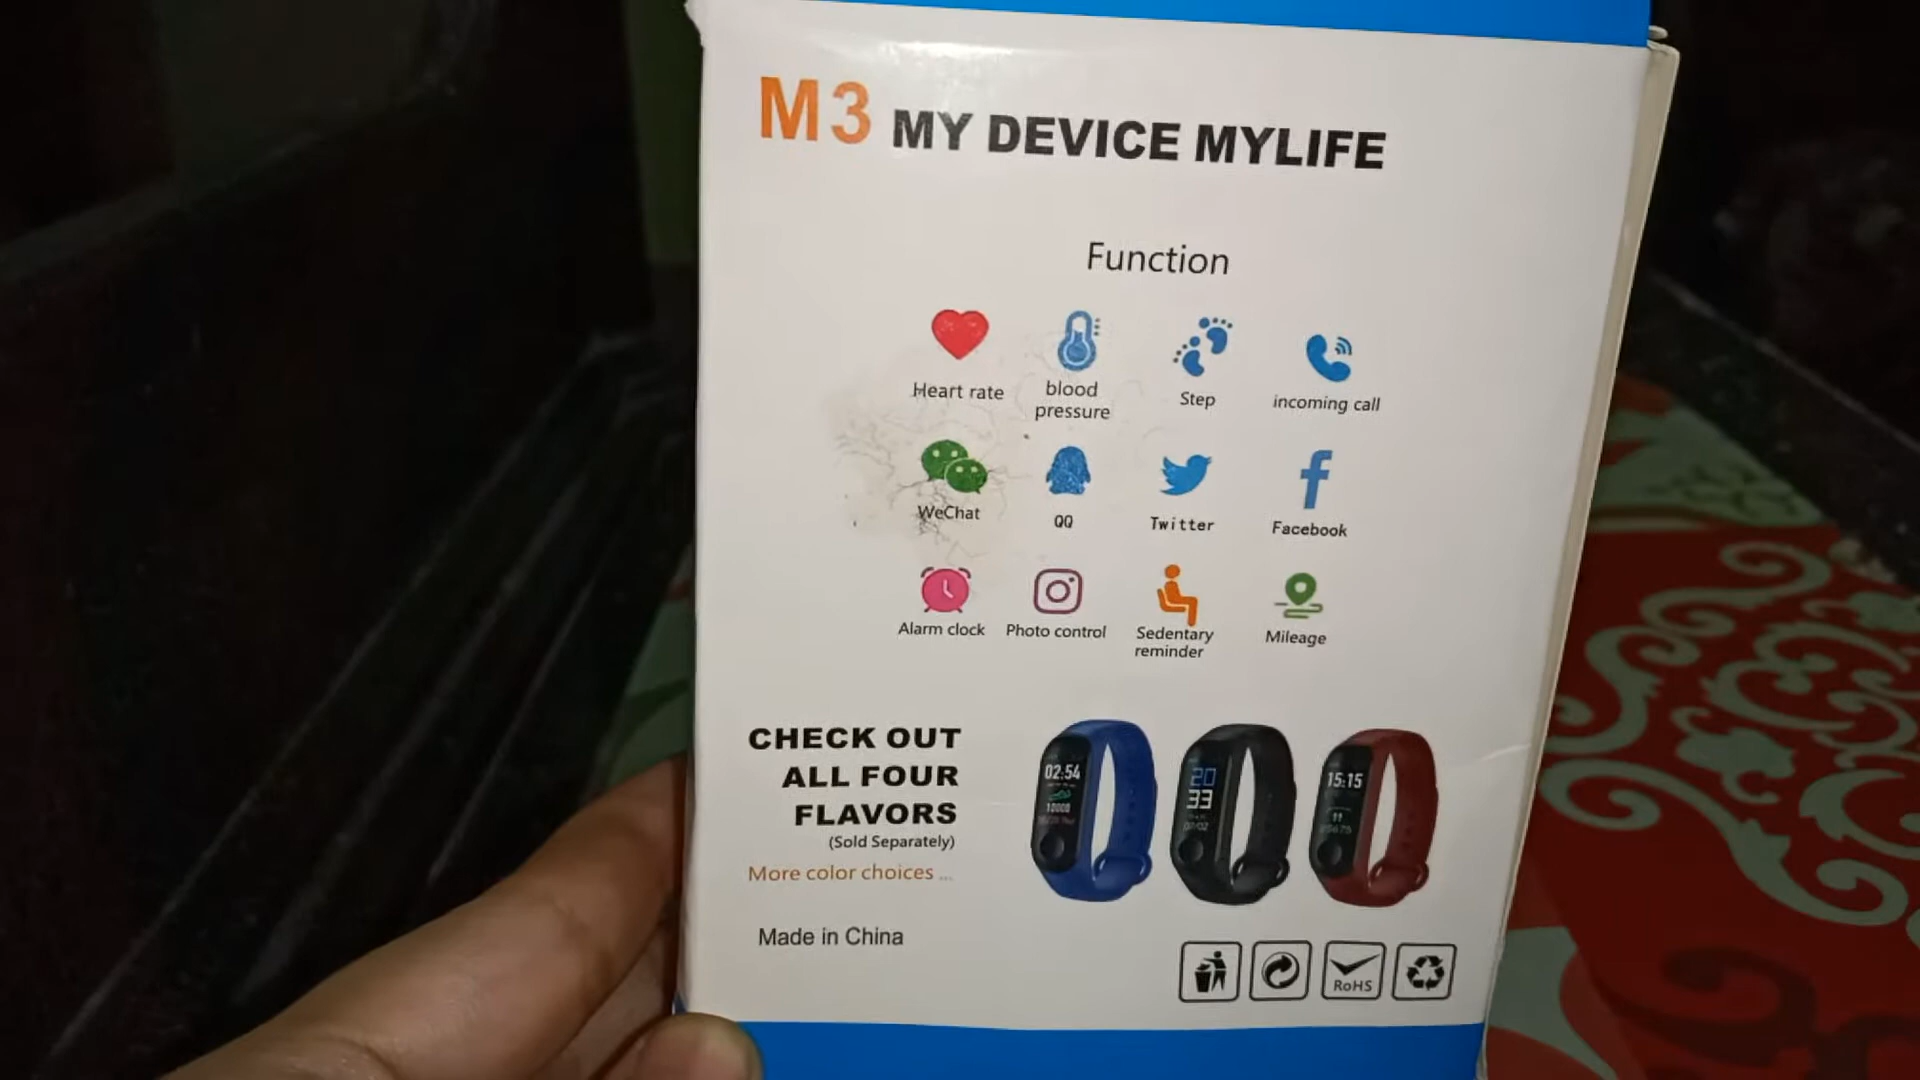 M3 MY DEVICE MYLIFE
Function
Heart rate
blood
pressure
Step
incoming call
WeChat
QQ
Twitter
Facebook
Alarm clock
Photo control
Sedentary
reminder
Mileage
CHECK OUT
ALL FOUR
FLAVORS
(Sold Separately)
More color choices ...
02:54
10008
20
33
15:15
Made in China
RoHS